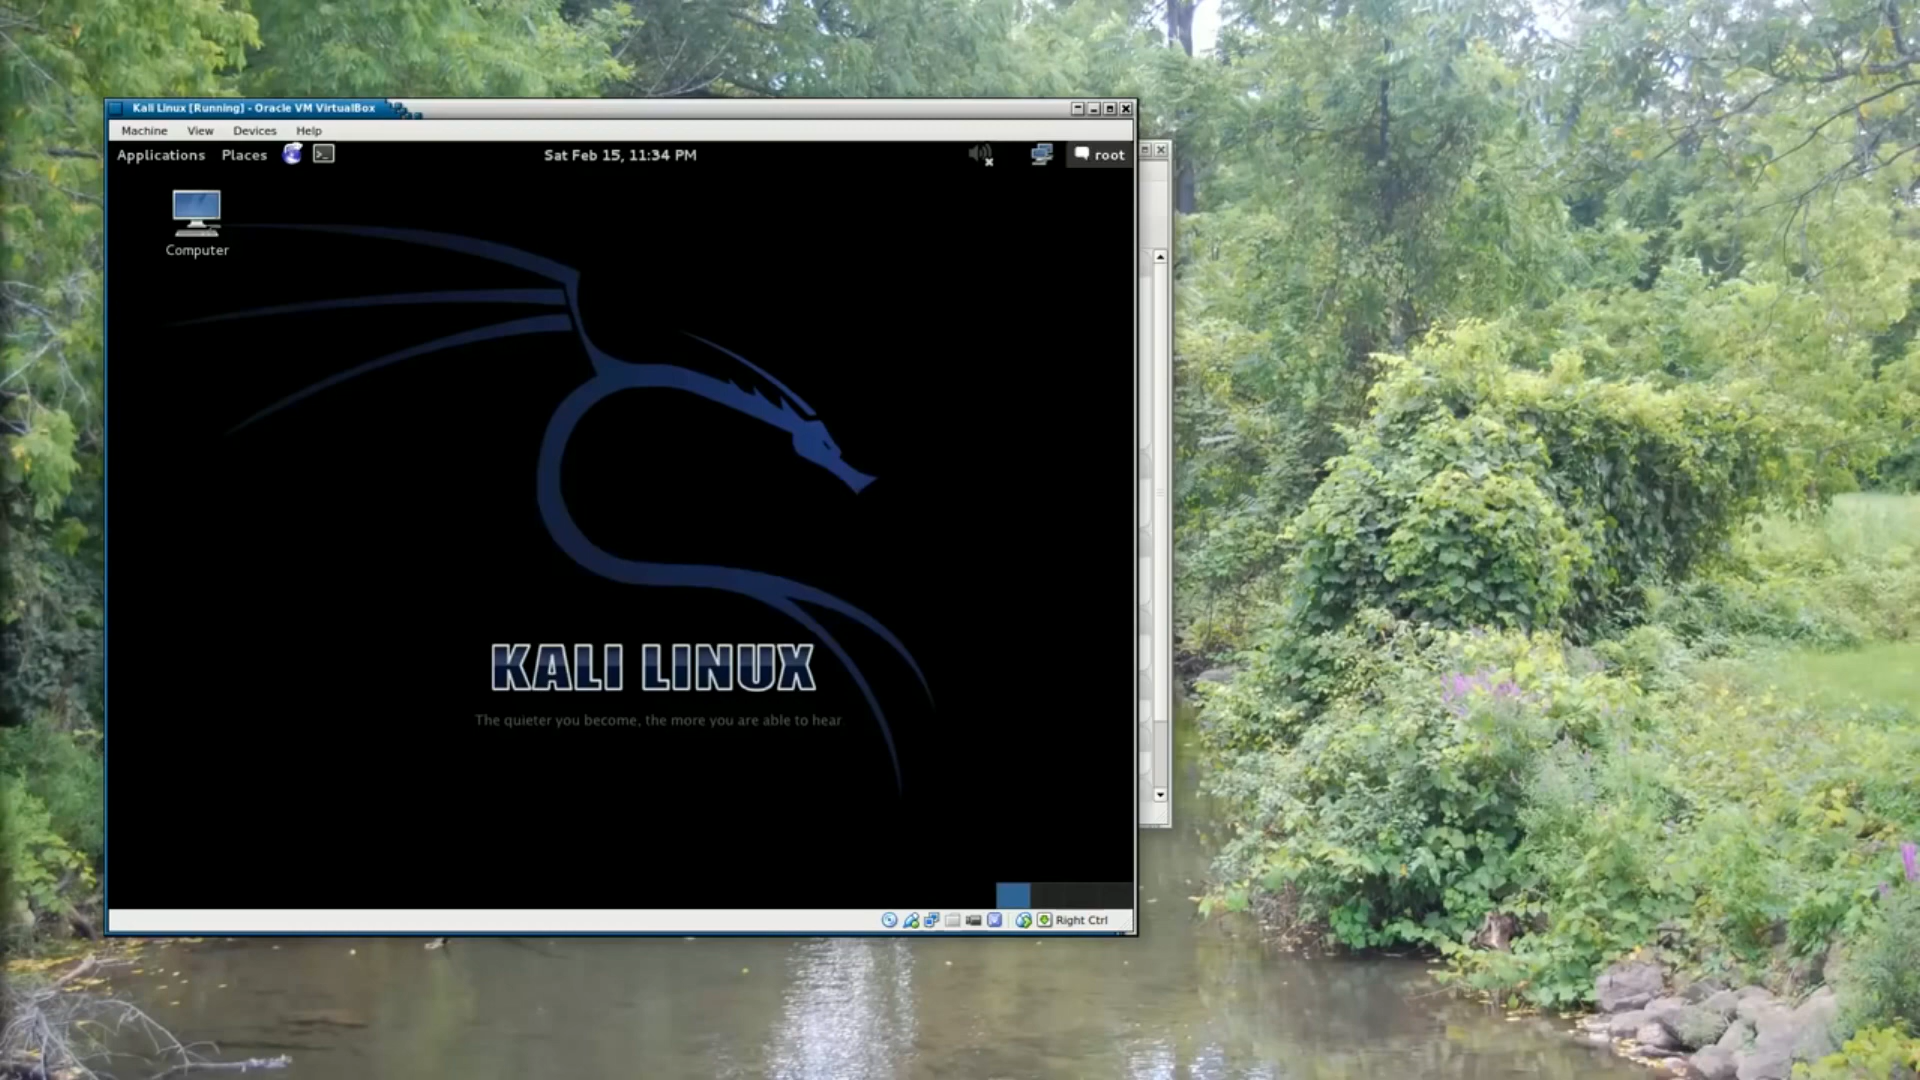 Kali Linux [Running] - Oracle VM VirtualBox
Machine View Devices Help
Applications Places Sat Feb 15, 11:34 PM root
Computer
KALI LINUX
The quieter you become, the more you are able to hear
Right Ctrl